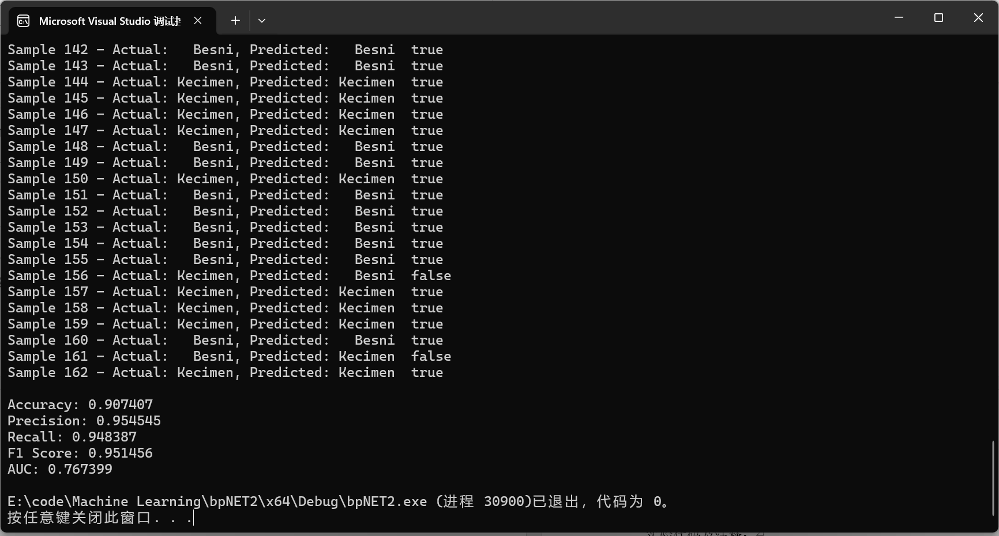 Microsoft Visual Studio 调试
Sample 142 - Actual:   Besni, Predicted:   Besni  true
Sample 143 - Actual:   Besni, Predicted:   Besni  true
Sample 144 - Actual: Kecimen, Predicted: Kecimen  true
Sample 145 - Actual: Kecimen, Predicted: Kecimen  true
Sample 146 - Actual: Kecimen, Predicted: Kecimen  true
Sample 147 - Actual: Kecimen, Predicted: Kecimen  true
Sample 148 - Actual:   Besni, Predicted:   Besni  true
Sample 149 - Actual:   Besni, Predicted:   Besni  true
Sample 150 - Actual: Kecimen, Predicted: Kecimen  true
Sample 151 - Actual:   Besni, Predicted:   Besni  true
Sample 152 - Actual:   Besni, Predicted:   Besni  true
Sample 153 - Actual:   Besni, Predicted:   Besni  true
Sample 154 - Actual:   Besni, Predicted:   Besni  true
Sample 155 - Actual:   Besni, Predicted:   Besni  true
Sample 156 - Actual: Kecimen, Predicted:   Besni  false
Sample 157 - Actual: Kecimen, Predicted: Kecimen  true
Sample 158 - Actual: Kecimen, Predicted: Kecimen  true
Sample 159 - Actual: Kecimen, Predicted: Kecimen  true
Sample 160 - Actual:   Besni, Predicted:   Besni  true
Sample 161 - Actual:   Besni, Predicted: Kecimen  false
Sample 162 - Actual: Kecimen, Predicted: Kecimen  true
Accuracy: 0.907407
Precision: 0.954545
Recall: 0.948387
F1 Score: 0.951456
AUC: 0.767399
E:\code\Machine Learning\bpNET2\x64\Debug\bpNET2.exe (进程 30900)已退出，代码为 0。
按任意键关闭此窗口. . .